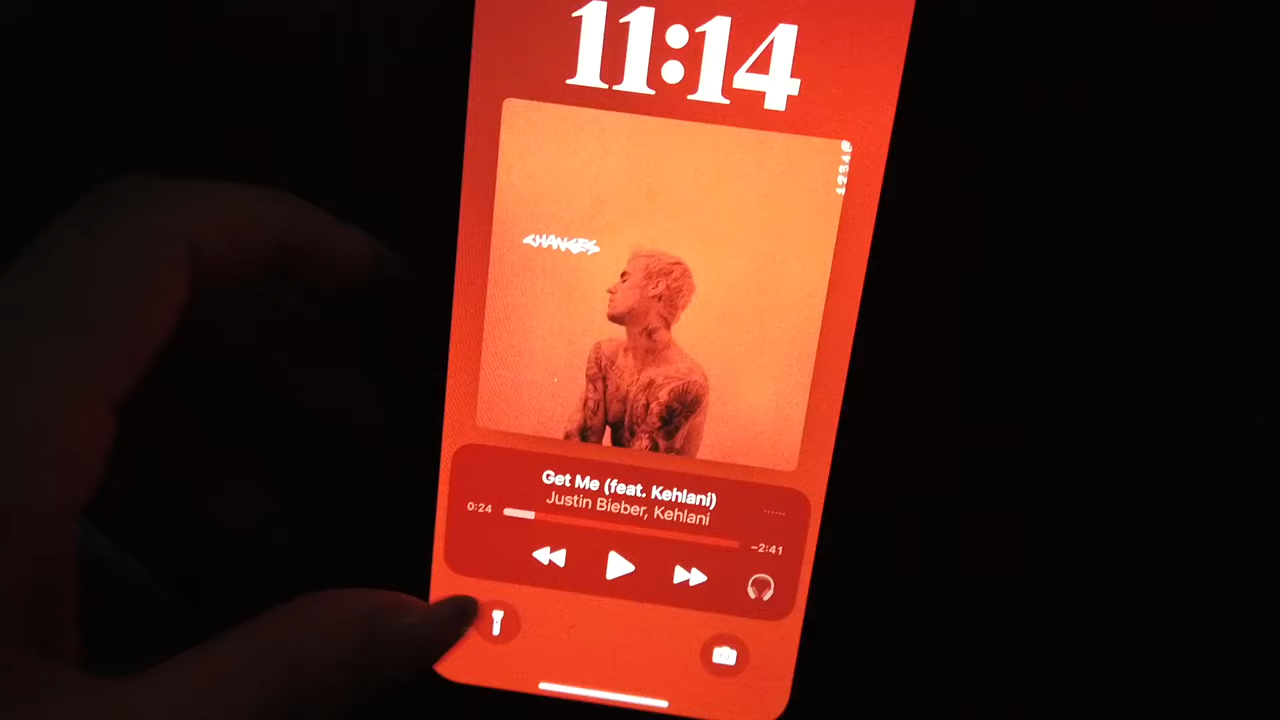 11:14
CHANGES
Get Me (feat. Kehlani)
Justin Bieber, Kehlani
0:24
-2:41